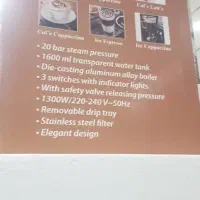 Cafe Latte
Ice Cappuccino
Ice Espresso
Cafe Cappuccino
• 20 bar steam pressure
• 1600 ml transparent water tank
• Die-casting aluminum alloy boiler
• 3 switches with indicator lights
• With safety valve releasing pressure
• 1300W/220-240 V~50Hz
• Removable drip tray
• Stainless steel filter
• Elegant design